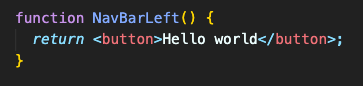 function NavBarLeft() {
  return <button>Hello world</button>;
}